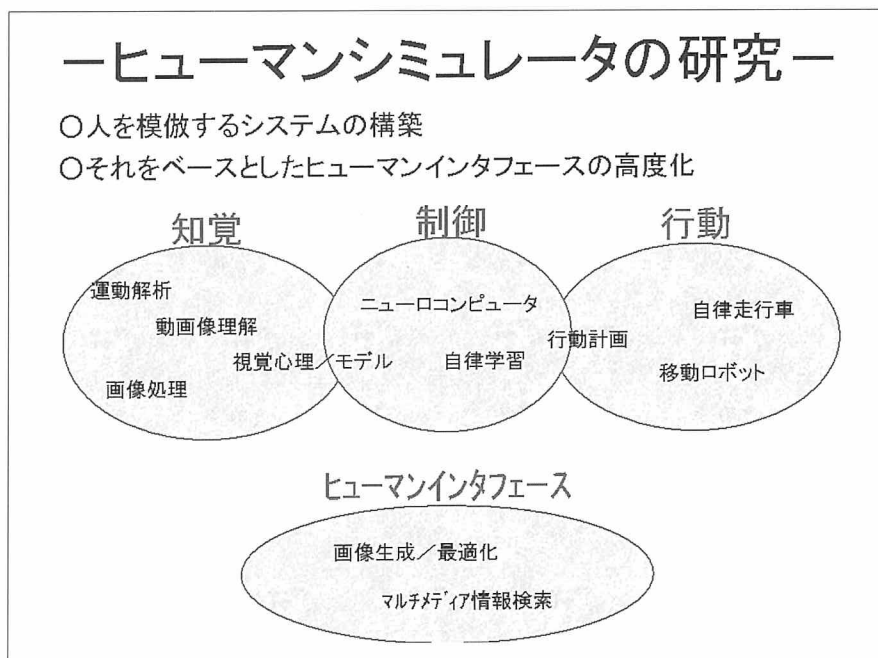 －ヒューマンシミュレータの研究－
○人を模倣するシステムの構築
○それをベースとしたヒューマンインタフェースの高度化
知覚
運動解析
動画像理解
視覚心理／モデル
画像処理
制御
ニューロコンピュータ
自律学習
行動計画
行動
自律走行車
移動ロボット
ヒューマンインタフェース
画像生成／最適化
マルチメディア情報検索